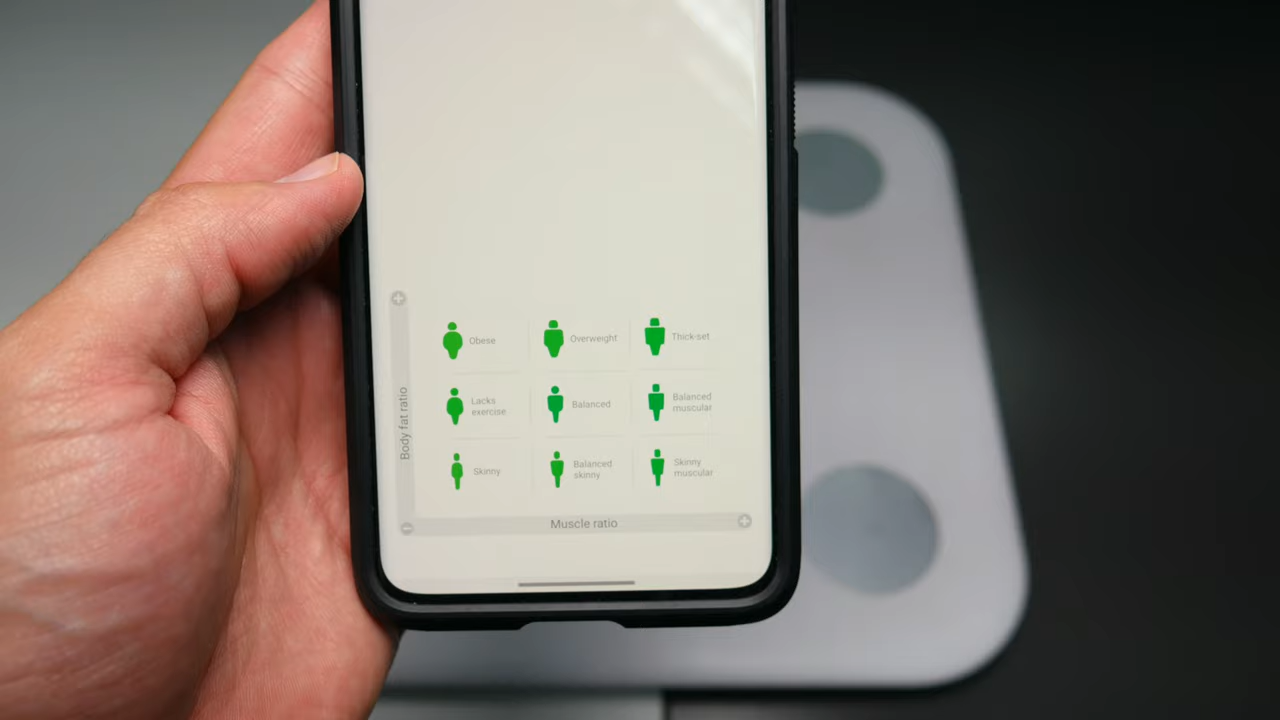 Obese
Overweight
Thick-set
Lacks
exercise
Balanced
Balanced
muscular
Skinny
Balanced
skinny
Skinny
muscular
Body fat ratio
Muscle ratio